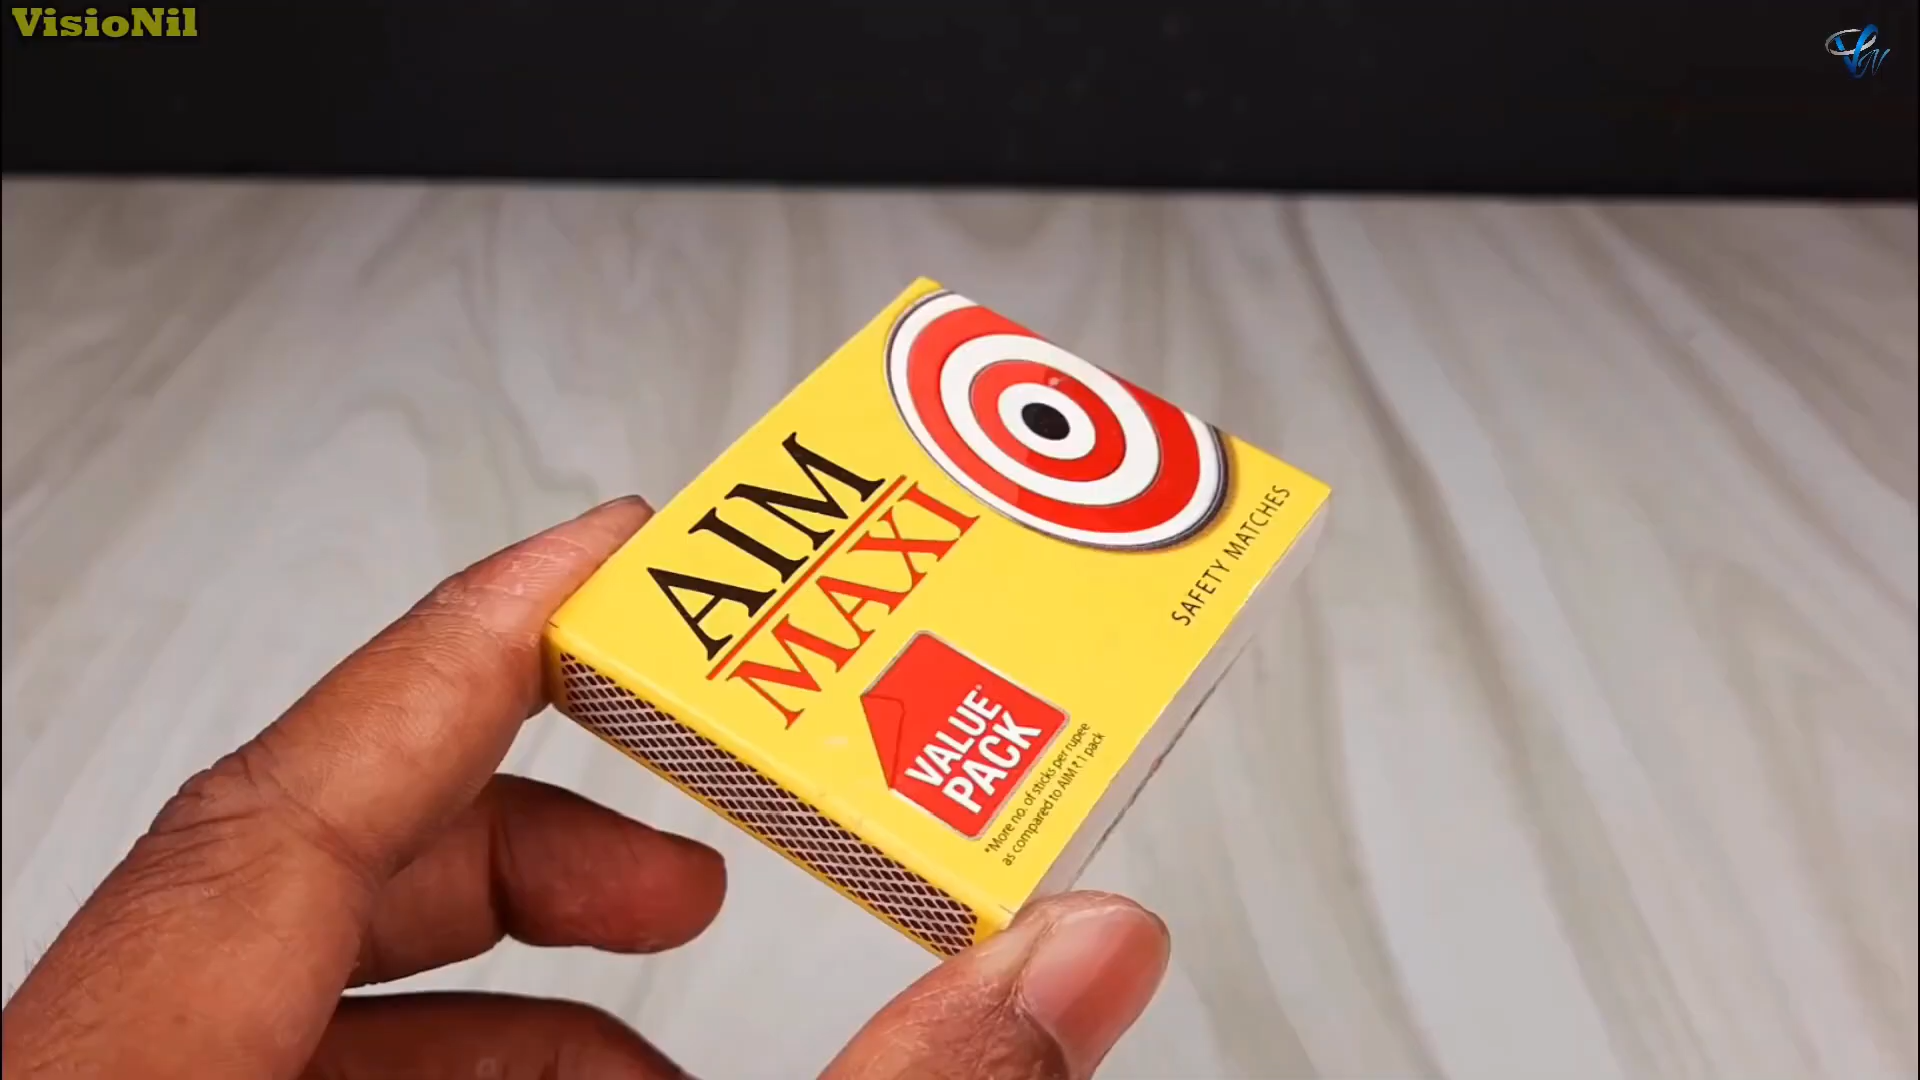 VisioNil
AIM
MAXI
VALUE
PACK
*More no. of sticks per rupee
as compared to AIM ₹1 pack
SAFETY MATCHES